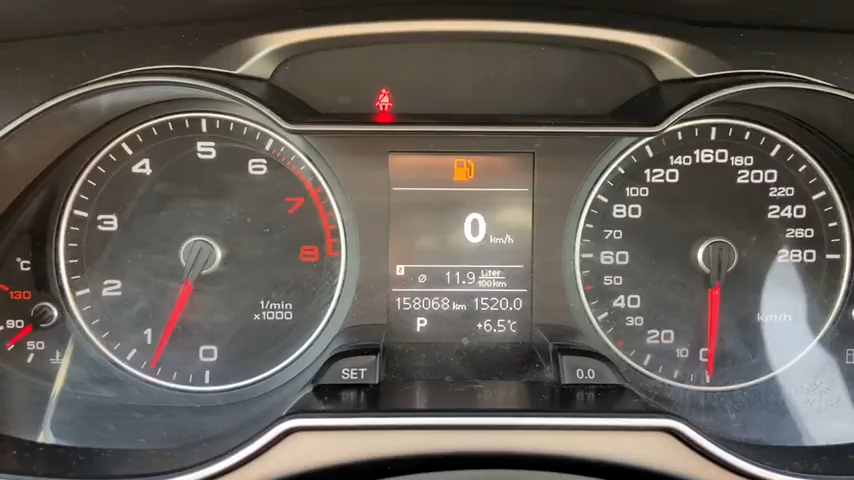 5
4
6
3
7
2
8
1
0
1/min
x1000
°C
130
90
50
0 km/h
2 ø 11.9 Liter
100km
158068 km 1520.0
P +6.5°C
SET
0.0
140 160 180
120 200
100 220
80 240
70 260
60 280
50
40
30
20
10
0
km/h